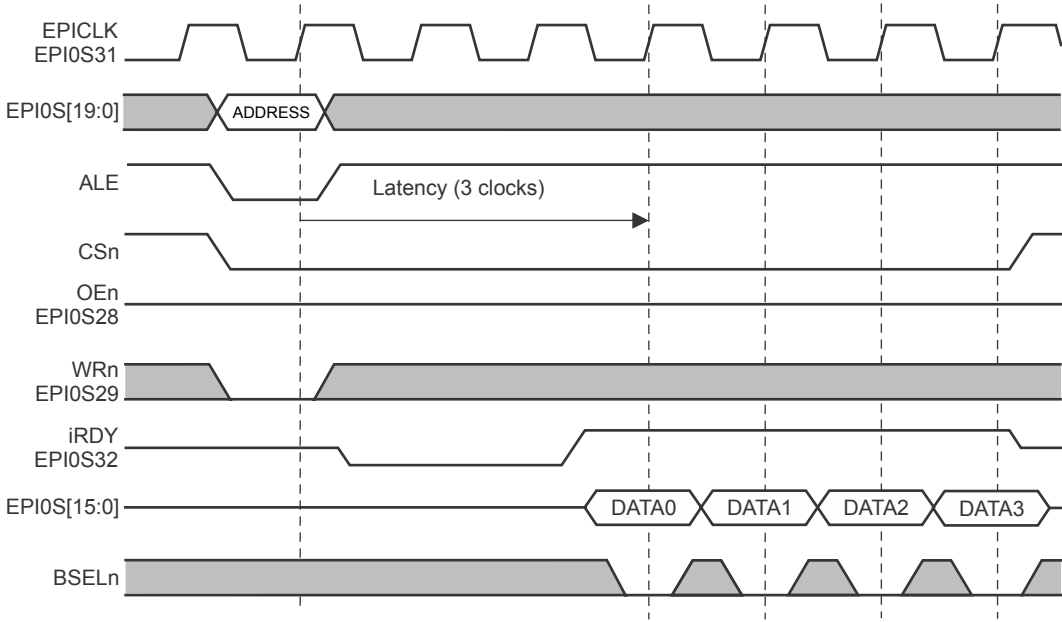 EPICLK
EPI0S31
EPI0S[19:0]
ADDRESS
ALE
Latency (3 clocks)
CSn
OEn
EPI0S28
WRn
EPI0S29
iRDY
EPI0S32
EPI0S[15:0]
DATA0 DATA1 DATA2 DATA3
BSELn